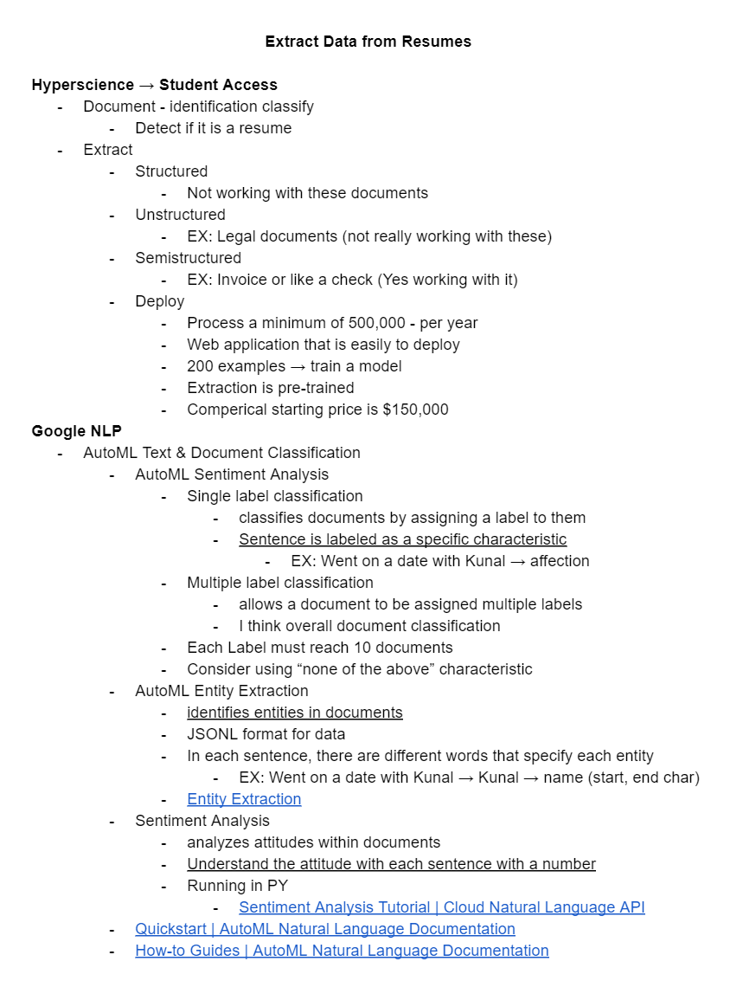 Extract Data from Resumes
Hyperscience → Student Access
- Document - identification classify
- Detect if it is a resume
- Extract
- Structured
- Not working with these documents
- Unstructured
- EX: Legal documents (not really working with these)
- Semistructured
- EX: Invoice or like a check (Yes working with it)
- Deploy
- Process a minimum of 500,000 - per year
- Web application that is easily to deploy
- 200 examples → train a model
- Extraction is pre-trained
- Comperical starting price is $150,000
Google NLP
- AutoML Text & Document Classification
- AutoML Sentiment Analysis
- Single label classification
- classifies documents by assigning a label to them
- Sentence is labeled as a specific characteristic
- EX: Went on a date with Kunal → affection
- Multiple label classification
- allows a document to be assigned multiple labels
- I think overall document classification
- Each Label must reach 10 documents
- Consider using “none of the above” characteristic
- AutoML Entity Extraction
- identifies entities in documents
- JSONL format for data
- In each sentence, there are different words that specify each entity
- EX: Went on a date with Kunal → Kunal → name (start, end char)
- Entity Extraction
- Sentiment Analysis
- analyzes attitudes within documents
- Understand the attitude with each sentence with a number
- Running in PY
- Sentiment Analysis Tutorial | Cloud Natural Language API
- Quickstart | AutoML Natural Language Documentation
- How-to Guides | AutoML Natural Language Documentation